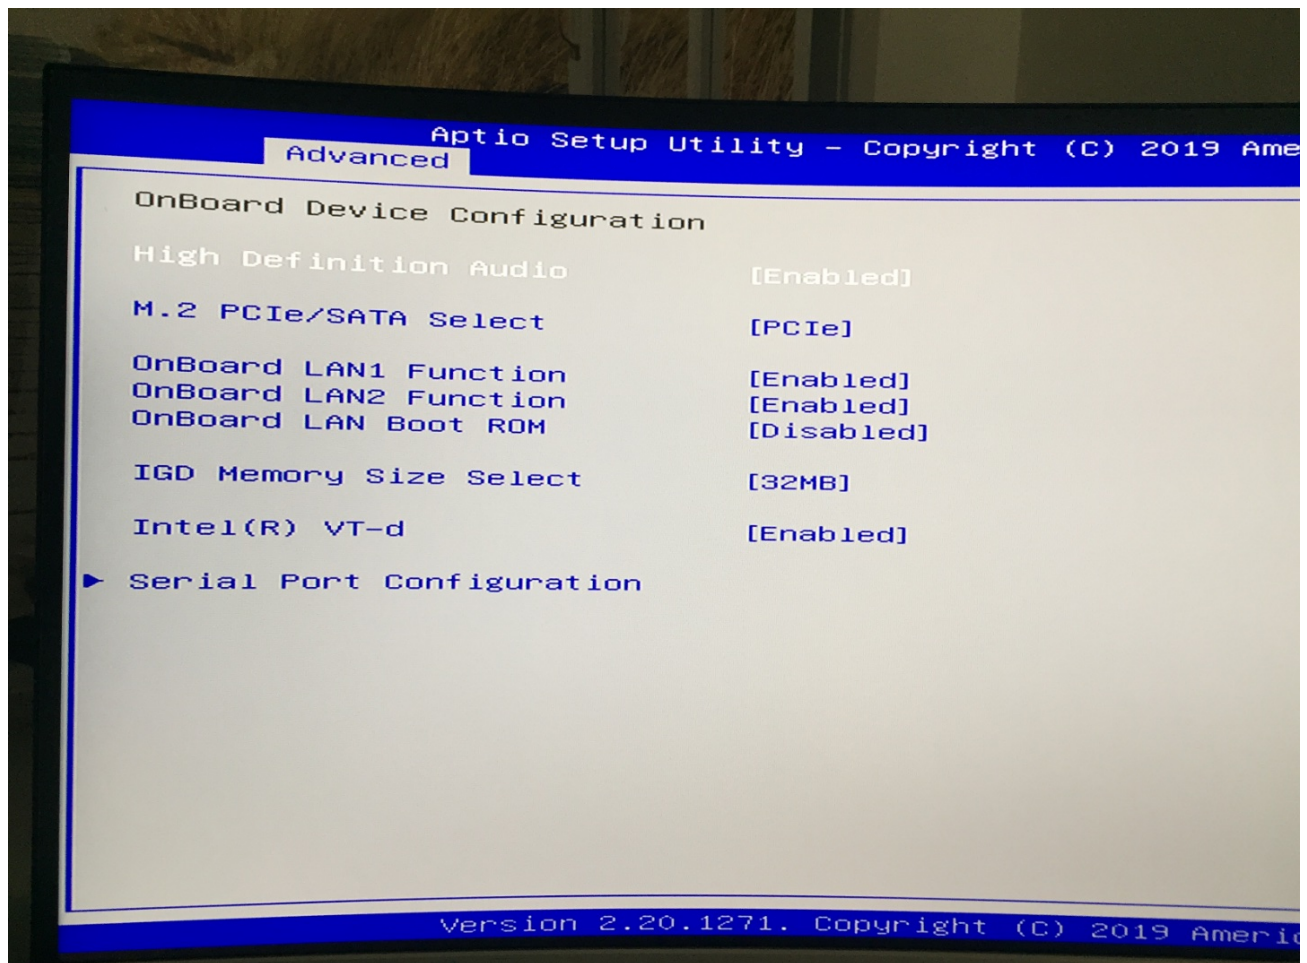 Aptio Setup Utility – Copyright (C) 2019 Ame
Advanced
OnBoard Device Configuration
High Definition Audio [Enabled]
M.2 PCIe/SATA Select [PCIe]
OnBoard LAN1 Function [Enabled]
OnBoard LAN2 Function [Enabled]
OnBoard LAN Boot ROM [Disabled]
IGD Memory Size Select [32MB]
Intel(R) VT-d [Enabled]
► Serial Port Configuration
Version 2.20.1271. Copyright (C) 2019 Americ